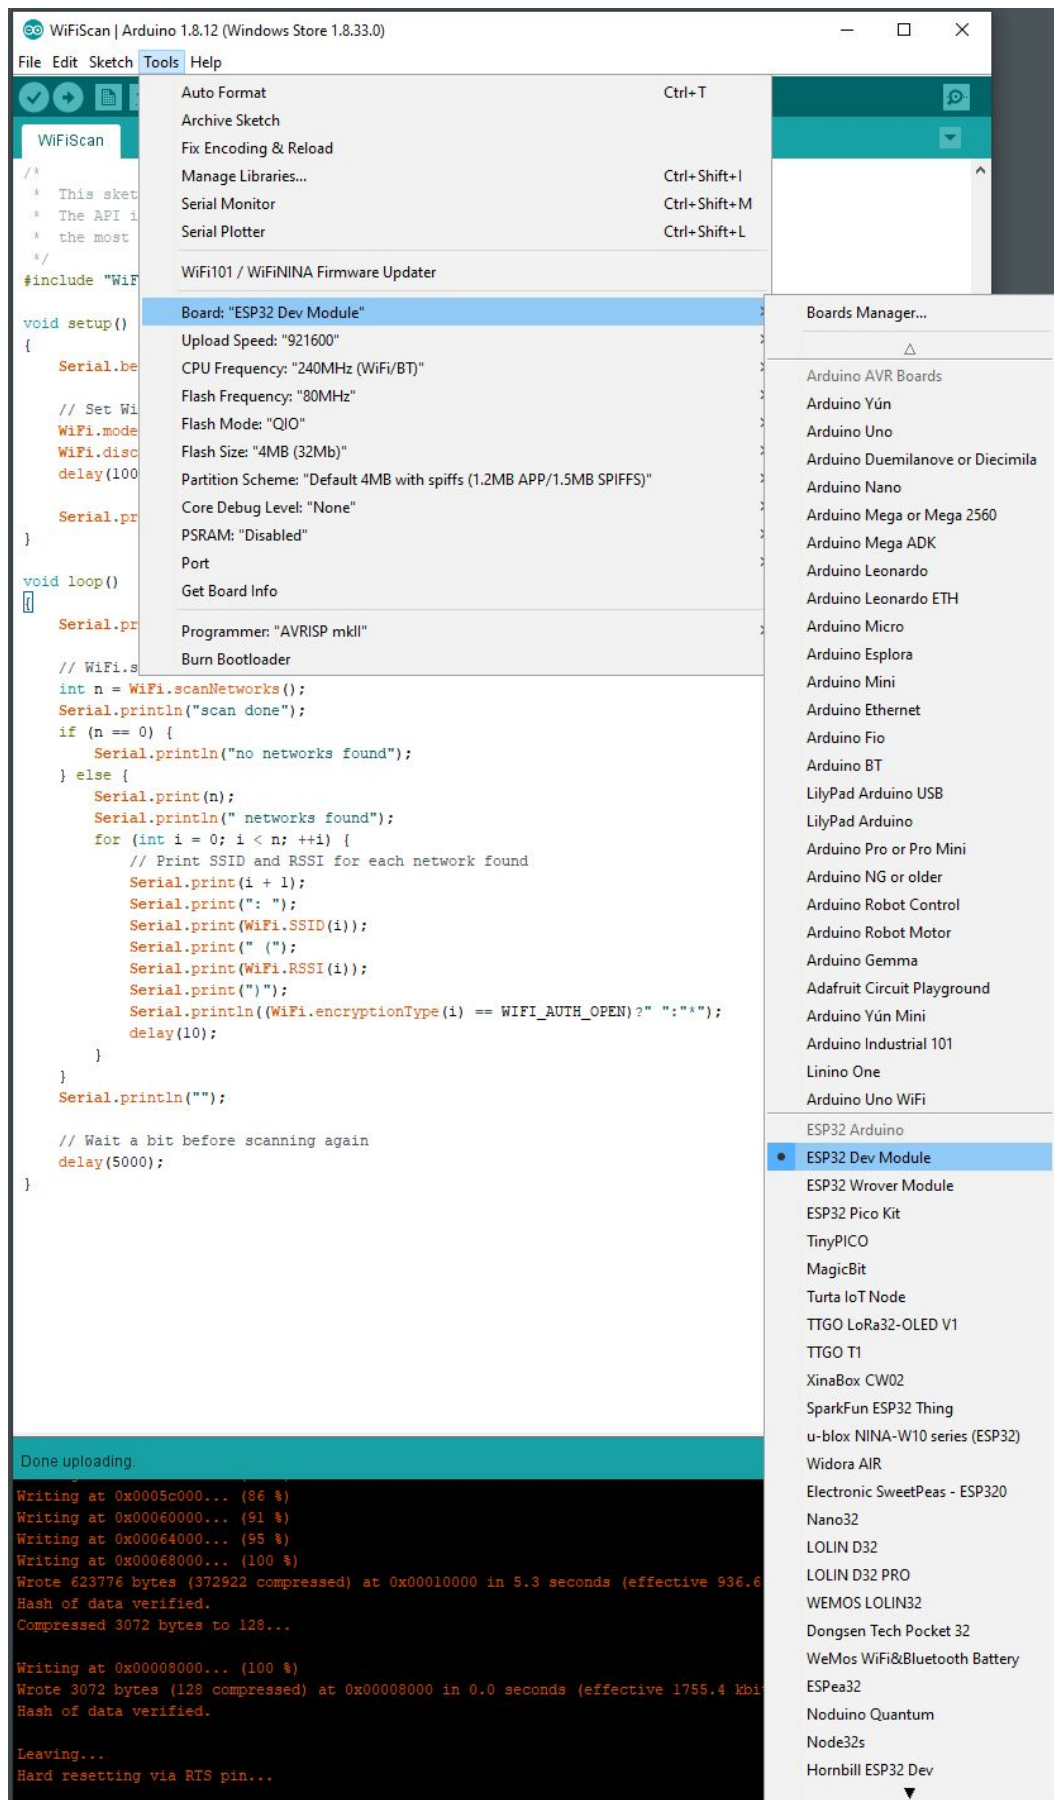 WiFiScan | Arduino 1.8.12 (Windows Store 1.8.33.0)
File Edit Sketch Tools Help
WiFiScan
/*
* This sket
* The API i
* the most
*/
#include "WiF
void setup()
{
Serial.be
// Set Wi
WiFi.mode
WiFi.disc
delay(100
Serial.pr
}
void loop()
{
Serial.pr
// WiFi.s
int n = WiFi.scanNetworks();
Serial.println("scan done");
if (n == 0) {
Serial.println("no networks found");
} else {
Serial.print(n);
Serial.println(" networks found");
for (int i = 0; i < n; ++i) {
// Print SSID and RSSI for each network found
Serial.print(i + 1);
Serial.print(": ");
Serial.print(WiFi.SSID(i));
Serial.print(" (");
Serial.print(WiFi.RSSI(i));
Serial.print(")");
Serial.println((WiFi.encryptionType(i) == WIFI_AUTH_OPEN)?" ":"*");
delay(10);
}
}
Serial.println("");
// Wait a bit before scanning again
delay(5000);
}
Auto Format Ctrl+T
Archive Sketch
Fix Encoding & Reload
Manage Libraries... Ctrl+Shift+I
Serial Monitor Ctrl+Shift+M
Serial Plotter Ctrl+Shift+L
WiFi101 / WiFiNINA Firmware Updater
Board: "ESP32 Dev Module"
Upload Speed: "921600"
CPU Frequency: "240MHz (WiFi/BT)"
Flash Frequency: "80MHz"
Flash Mode: "QIO"
Flash Size: "4MB (32Mb)"
Partition Scheme: "Default 4MB with spiffs (1.2MB APP/1.5MB SPIFFS)"
Core Debug Level: "None"
PSRAM: "Disabled"
Port
Get Board Info
Programmer: "AVRISP mkII"
Burn Bootloader
Boards Manager...
Arduino AVR Boards
Arduino Yún
Arduino Uno
Arduino Duemilanove or Diecimila
Arduino Nano
Arduino Mega or Mega 2560
Arduino Mega ADK
Arduino Leonardo
Arduino Leonardo ETH
Arduino Micro
Arduino Esplora
Arduino Mini
Arduino Ethernet
Arduino Fio
Arduino BT
LilyPad Arduino USB
LilyPad Arduino
Arduino Pro or Pro Mini
Arduino NG or older
Arduino Robot Control
Arduino Robot Motor
Arduino Gemma
Adafruit Circuit Playground
Arduino Yún Mini
Arduino Industrial 101
Linino One
Arduino Uno WiFi
ESP32 Arduino
ESP32 Dev Module
ESP32 Wrover Module
ESP32 Pico Kit
TinyPICO
MagicBit
Turta IoT Node
TTGO LoRa32-OLED V1
TTGO T1
XinaBox CW02
SparkFun ESP32 Thing
u-blox NINA-W10 series (ESP32)
Widora AIR
Electronic SweetPeas - ESP320
Nano32
LOLIN D32
LOLIN D32 PRO
WEMOS LOLIN32
Dongsen Tech Pocket 32
WeMos WiFi&Bluetooth Battery
ESPea32
Noduino Quantum
Node32s
Hornbill ESP32 Dev
Done uploading.
Writing at 0x0005c000... (86 %)
Writing at 0x00060000... (91 %)
Writing at 0x00064000... (95 %)
Writing at 0x00068000... (100 %)
Wrote 623776 bytes (372922 compressed) at 0x00010000 in 5.3 seconds (effective 936.6
Hash of data verified.
Compressed 3072 bytes to 128...
Writing at 0x00008000... (100 %)
Wrote 3072 bytes (128 compressed) at 0x00008000 in 0.0 seconds (effective 1755.4 kbi
Hash of data verified.
Leaving...
Hard resetting via RTS pin...